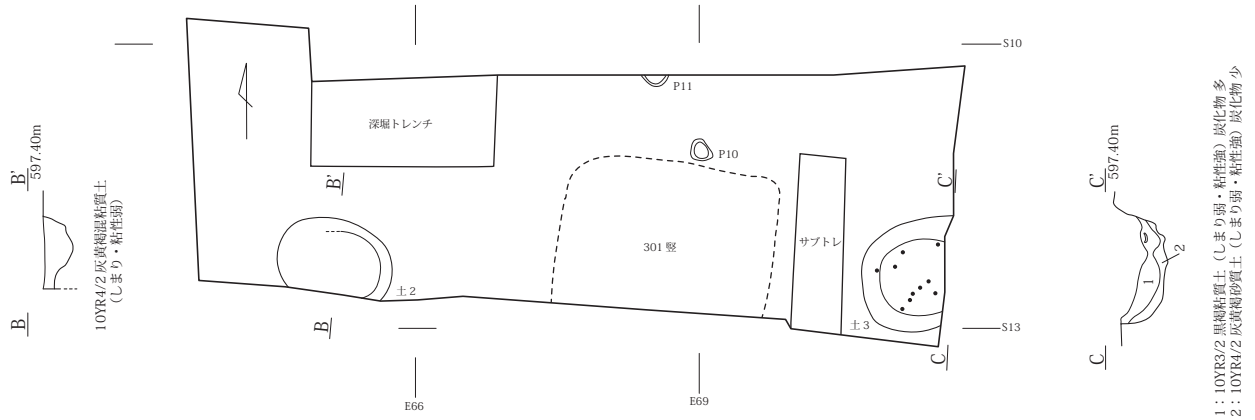 S10
P11
深堀トレンチ
P10
B'
597.40m
10YR4/2 灰黄褐混粘質土
（しまり・粘性弱）
B
B'
土2
B
301 竪
サブトレ
C'
土3
C
S13
E66
E69
C'
597.40m
1
2
C
1：10YR3/2 黒褐粘質土（しまり弱・粘性強）炭化物 多
2：10YR4/2 灰黄褐砂質土（しまり弱・粘性強）炭化物 少